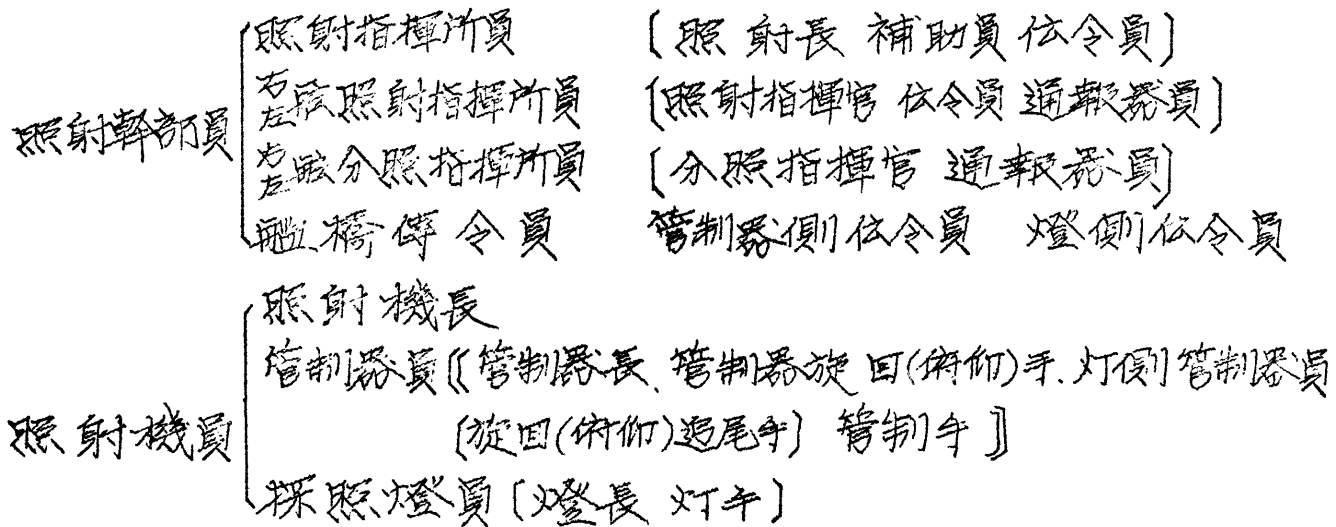 照射幹部員
照射指揮所員 〔照射長 補助員 伝令員〕
右左舷照射指揮所員 〔照射指揮官 伝令員 通報器員〕
右左舷分照指揮所員 〔分照指揮官 通報器員〕
艦橋傳令員 管制器側伝令員 燈側伝令員
照射機員
照射機長
管制器員〚管制器長、管制器旋回(俯仰)手、灯側管制器員
〔旋回(俯仰)追尾手〕 管制手〛
探照燈員〔燈長 灯手〕